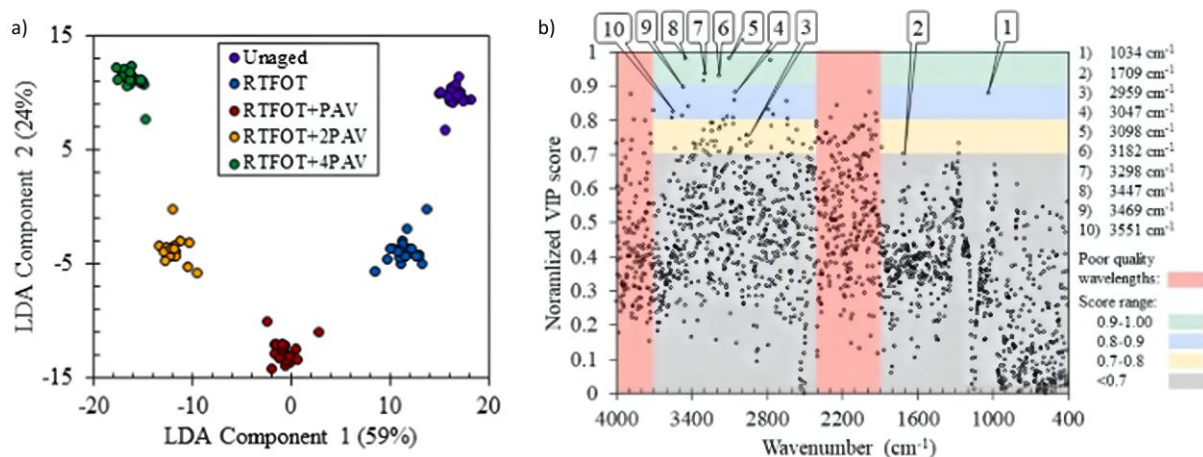 a)
15
5
-5
-15
-20
-10
0
10
20
LDA Component 2 (24%)
LDA Component 1 (59%)
Unaged
RTFOT
RTFOT+PAV
RTFOT+2PAV
RTFOT+4PAV
b)
10
9
8
7
6
5
4
3
2
1
1
0.9
0.8
0.7
0.6
0.5
0.4
0.3
0.2
0.1
0
Noramlized VIP score
4000
3400
2800
2200
1600
1000
400
Wavenumber (cm-1)
1) 1034 cm-1
2) 1709 cm-1
3) 2959 cm-1
4) 3047 cm-1
5) 3098 cm-1
6) 3182 cm-1
7) 3298 cm-1
8) 3447 cm-1
9) 3469 cm-1
10) 3551 cm-1
Poor quality
wavelengths:
Score range:
0.9-1.00
0.8-0.9
0.7-0.8
<0.7